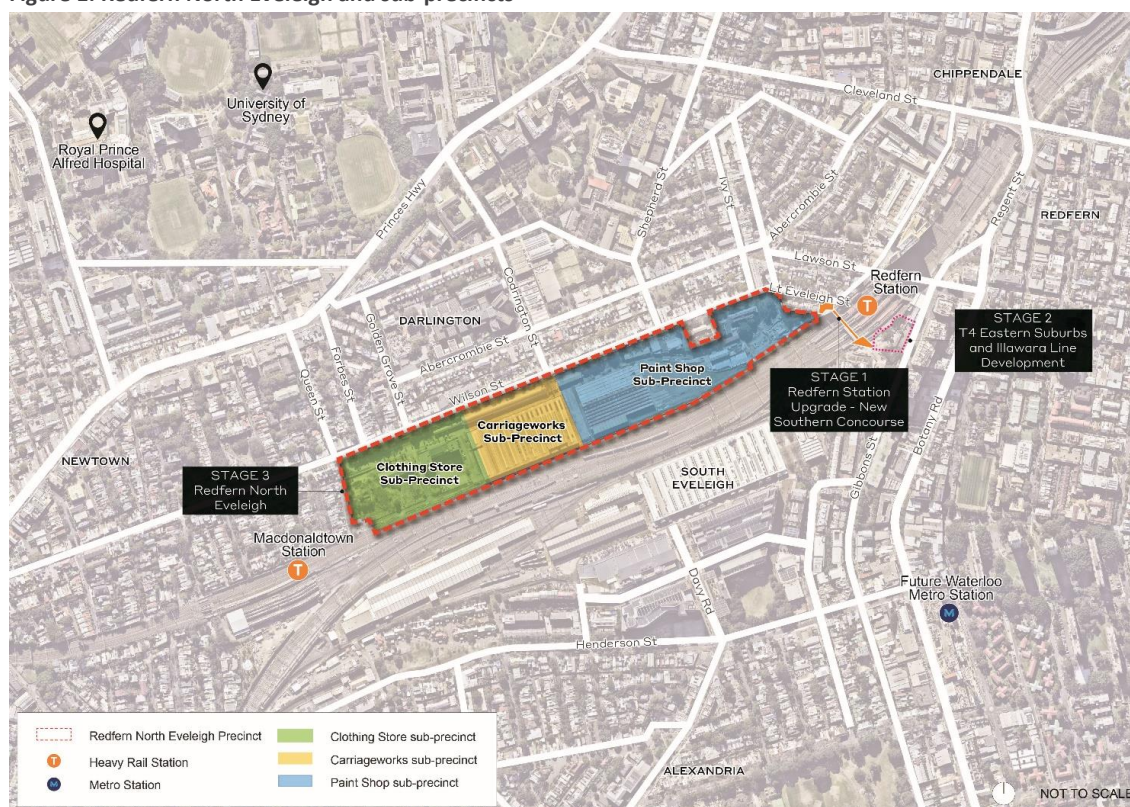 Figure 1: Redfern North Eveleigh and sub-precincts
CHIPPENDALE
Cleveland St
University of
Sydney
Royal Prince
Alfred Hospital
Princes Hwy
Shepherd St
Ivy St
Abercrombie St
Regent St
REDFERN
Lawson St
Redfern
Station
T
Lt Eveleigh St
Codrington St
DARLINGTON
Golden Grove St
Abercrombie St
Forbes St
Queen St
Wilson St
STAGE 2
T4 Eastern Suburbs
and Illawara Line
Development
Paint Shop
Sub-Precinct
STAGE 1
Redfern Station
Upgrade - New
Southern Concourse
Carriageworks
Sub-Precinct
Clothing Store
Sub-Precinct
NEWTOWN
STAGE 3
Redfern North
Eveleigh
SOUTH
EVELEIGH
Gibbons St
Botany Rd
Macdonaldtown
Station
T
Davy Rd
Future Waterloo
Metro Station
M
Henderson St
ALEXANDRIA
Redfern North Eveleigh Precinct
T Heavy Rail Station
M Metro Station
Clothing Store sub-precinct
Carriageworks sub-precinct
Paint Shop sub-precinct
NOT TO SCALE